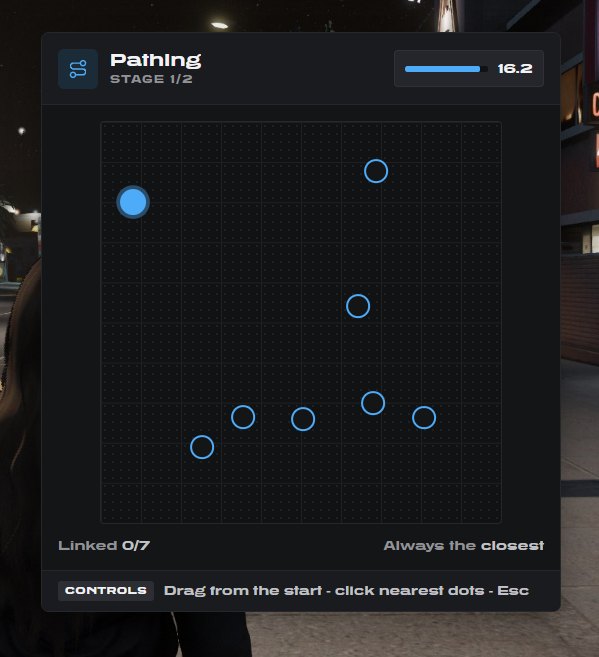 Pathing
STAGE 1/2
16.2
Linked 0/7
Always the closest
CONTROLS
Drag from the start - click nearest dots - Esc